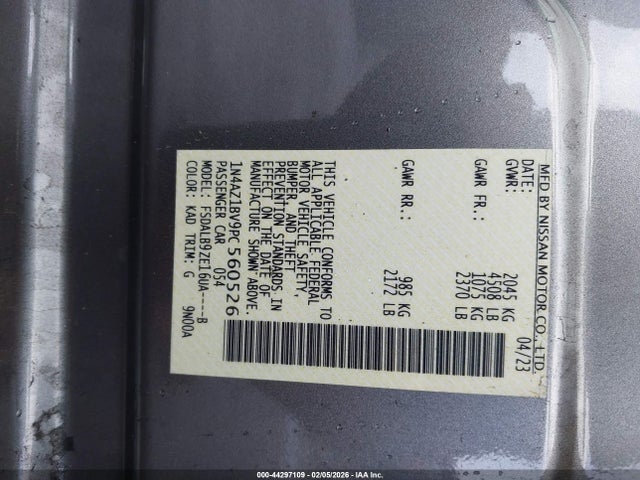 MFD BY NISSAN MOTOR CO., LTD.
DATE: 04/23
GVWR: 2045 KG
4508 LB
GAWR FR: 1075 KG
2370 LB
GAWR RR: 985 KG
2172 LB
THIS VEHICLE CONFORMS TO
ALL APPLICABLE FEDERAL
MOTOR VEHICLE SAFETY,
BUMPER, AND THEFT
PREVENTION STANDARDS IN
EFFECT ON THE DATE OF
MANUFACTURE SHOWN ABOVE.
1N4AZ1BV9PC560526
PASSENGER CAR 054
MODEL: FSDALB9ZE16UA----B
COLOR: KAD TRIM: G 9N00A
000-44297109 | 02/05/2026 | IAA Inc.